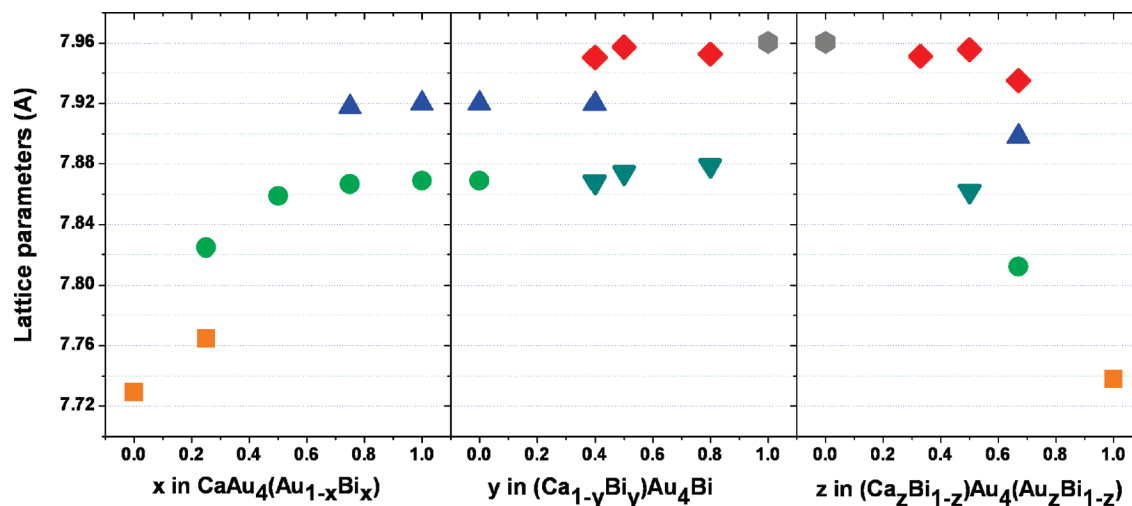 Lattice parameters (A)
7.96
7.92
7.88
7.84
7.80
7.76
7.72
0.0 0.2 0.4 0.6 0.8 1.0 0.0 0.2 0.4 0.6 0.8 1.0 0.0 0.2 0.4 0.6 0.8 1.0
x in CaAu4(Au1-xBix) y in (Ca1-yBiy)Au4Bi z in (CazBi1-z)Au4(AuzBi1-z)